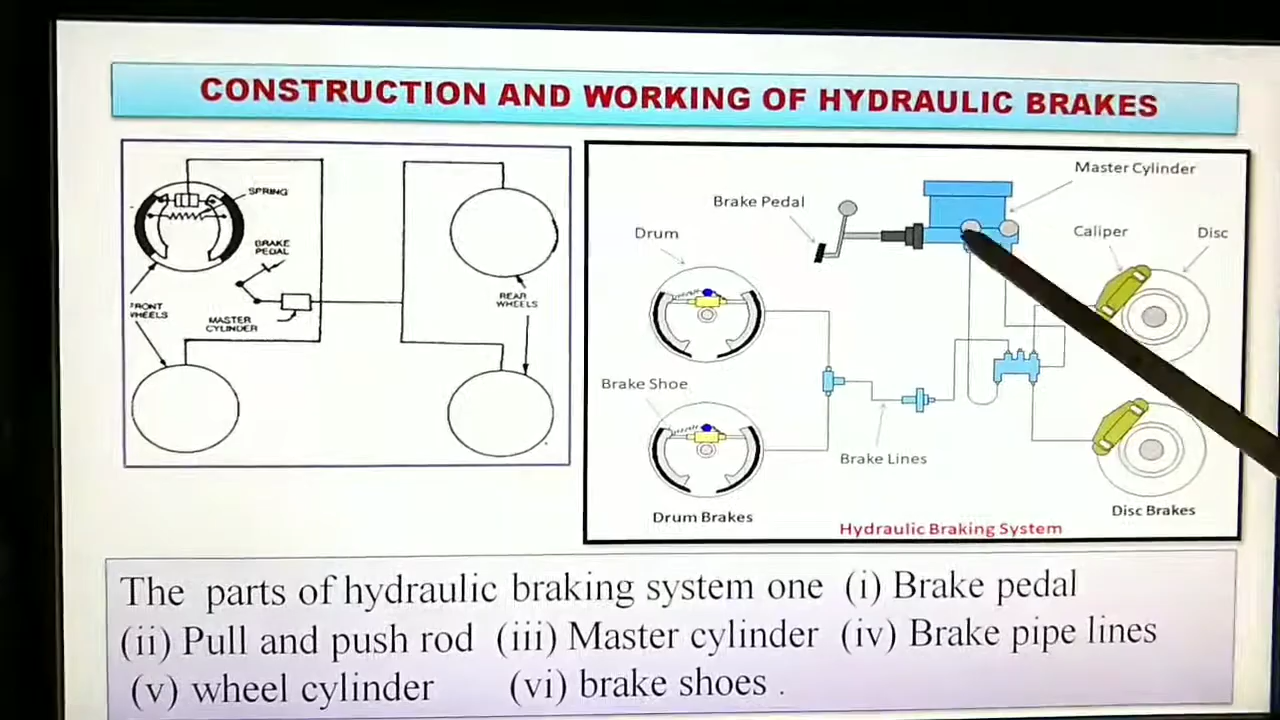 CONSTRUCTION AND WORKING OF HYDRAULIC BRAKES
SPRING
BRAKE
PEDAL
FRONT
WHEELS
MASTER
CYLINDER
REAR
WHEELS
Master Cylinder
Brake Pedal
Drum
Caliper
Disc
Brake Shoe
Brake Lines
Drum Brakes
Disc Brakes
Hydraulic Braking System
The parts of hydraulic braking system one (i) Brake pedal
(ii) Pull and push rod (iii) Master cylinder (iv) Brake pipe lines
(v) wheel cylinder (vi) brake shoes .